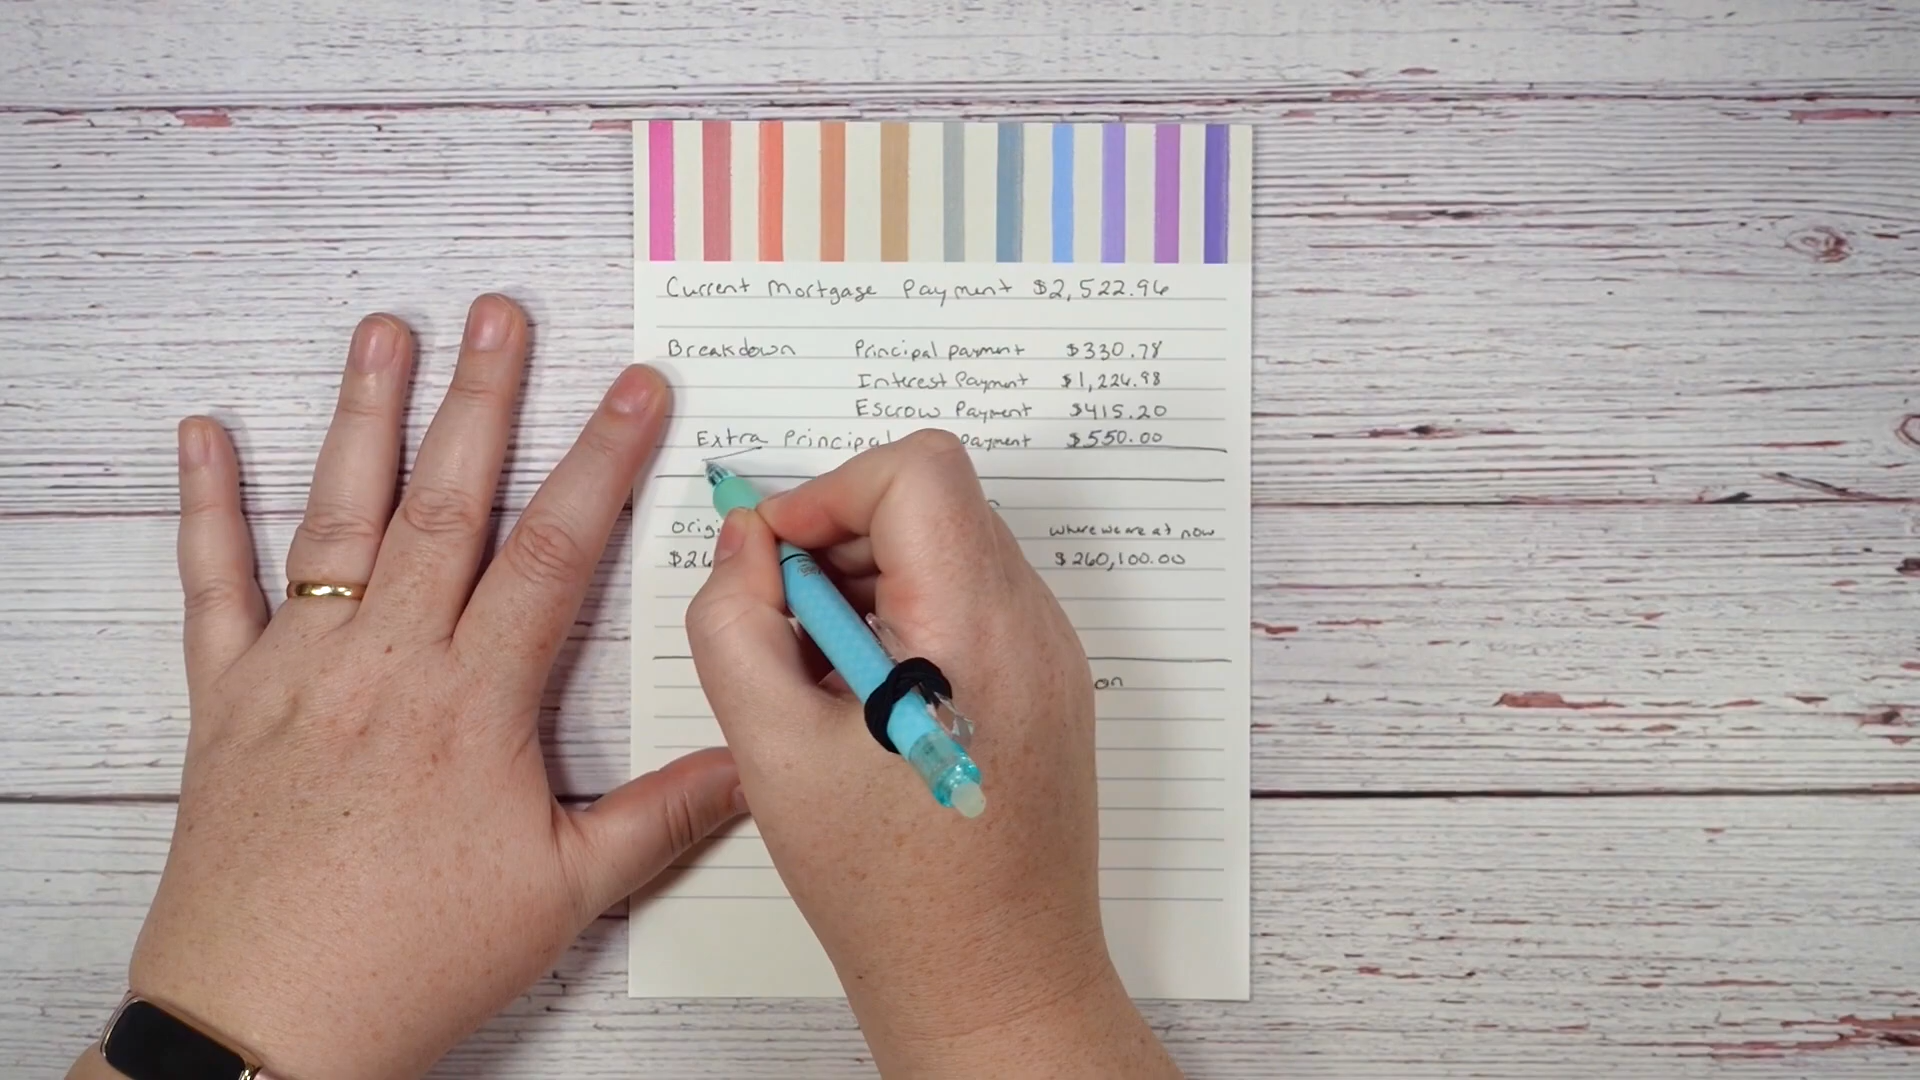 Current Mortgage Payment $2,522.96
Breakdown Principal payment $330.78
Interest Payment $1,226.98
Escrow Payment $415.20
Extra Principal Payment $550.00
where we are at now
$260,100.00